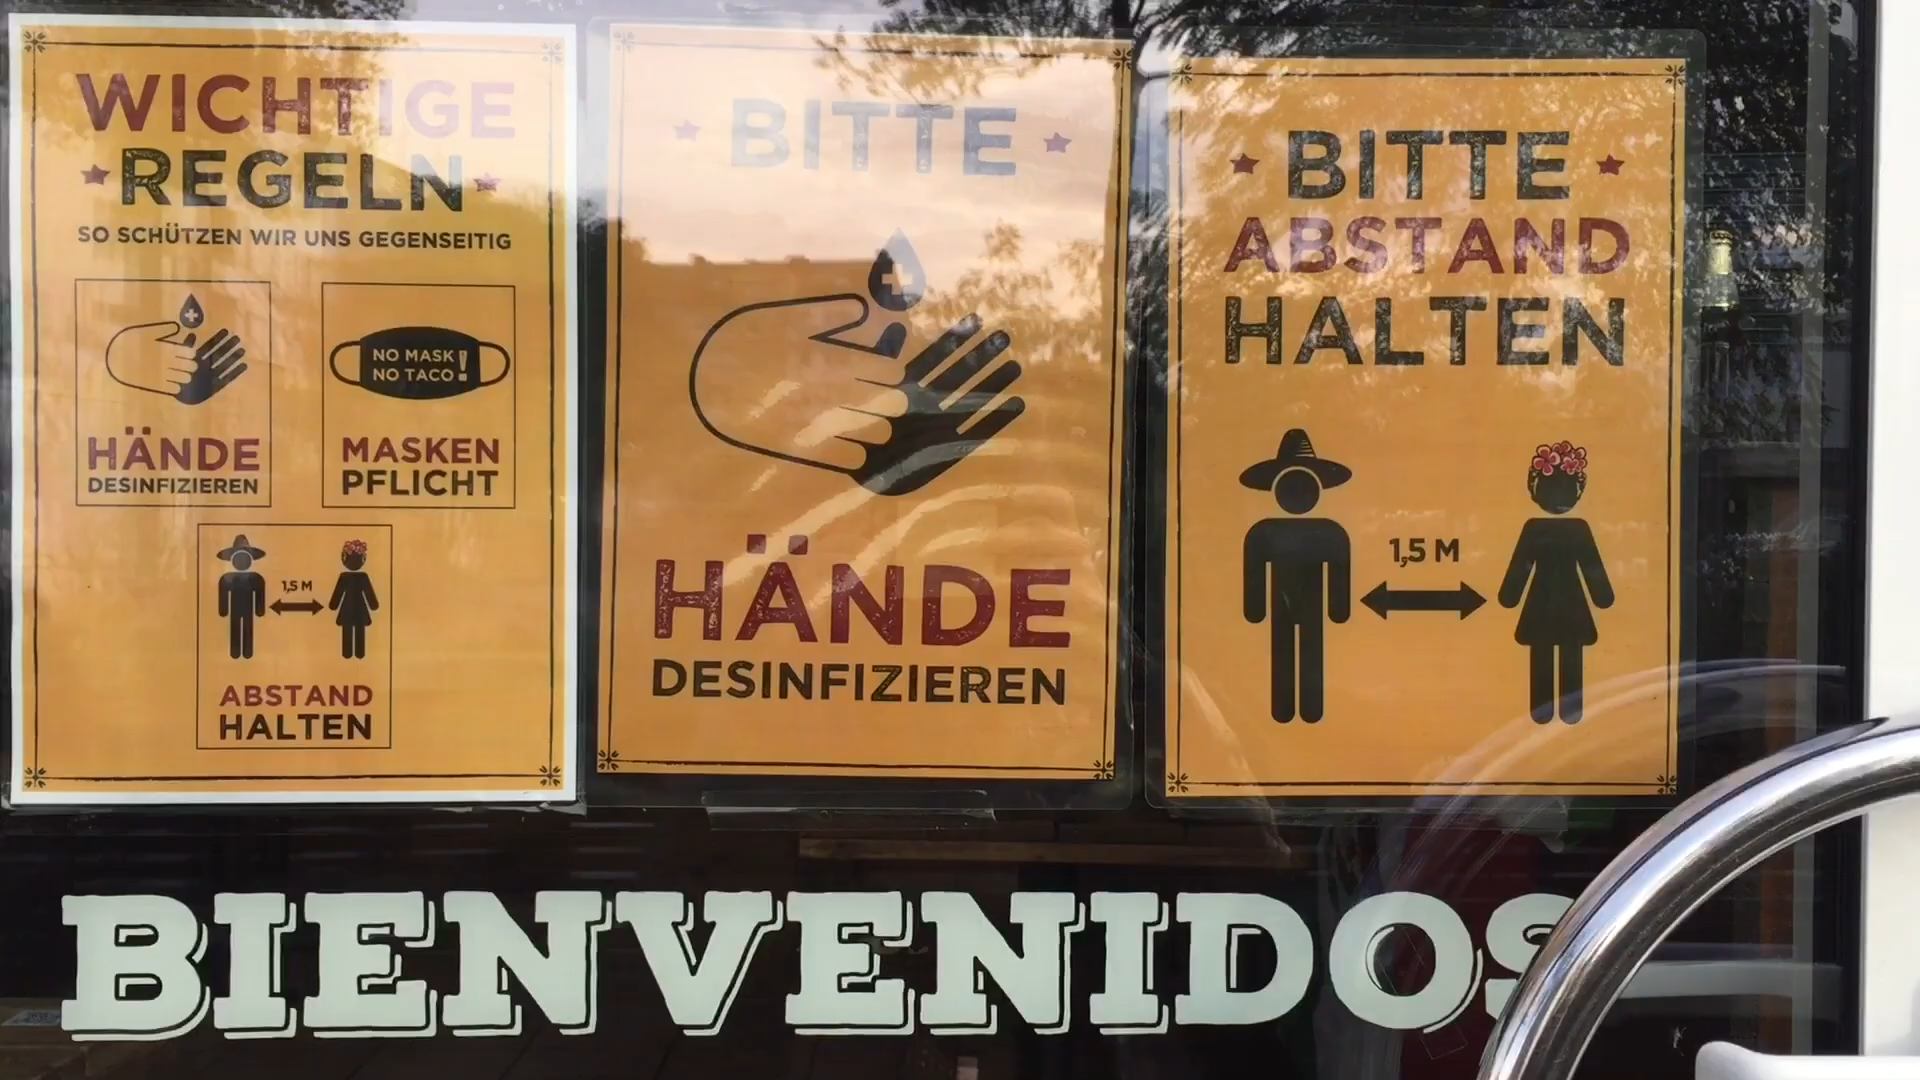 WICHTIGE
REGELN
SO SCHÜTZEN WIR UNS GEGENSEITIG
HÄNDE
DESINFIZIEREN
NO MASK!
NO TACO
MASKEN
PFLICHT
1,5 M
ABSTAND
HALTEN
BITTE
HÄNDE
DESINFIZIEREN
BITTE
ABSTAND
HALTEN
1,5 M
BIENVENIDOS